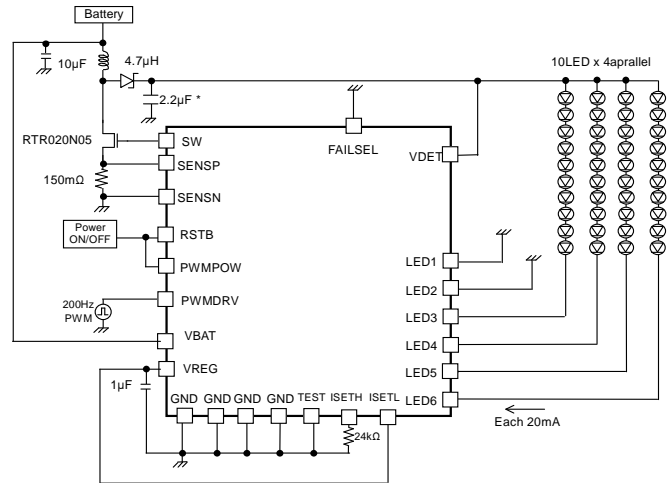 Battery
10µF
4.7µH
2.2µF *
10LED x 4aprallel
RTR020N05
SW
FAILSEL
VDET
SENSP
150mΩ
SENSN
Power
ON/OFF
RSTB
PWMPOW
LED1
LED2
200Hz
PWM
PWMDRV
LED3
VBAT
LED4
VREG
LED5
1µF
GND GND GND GND TEST ISETH ISETL
LED6
24kΩ
Each 20mA